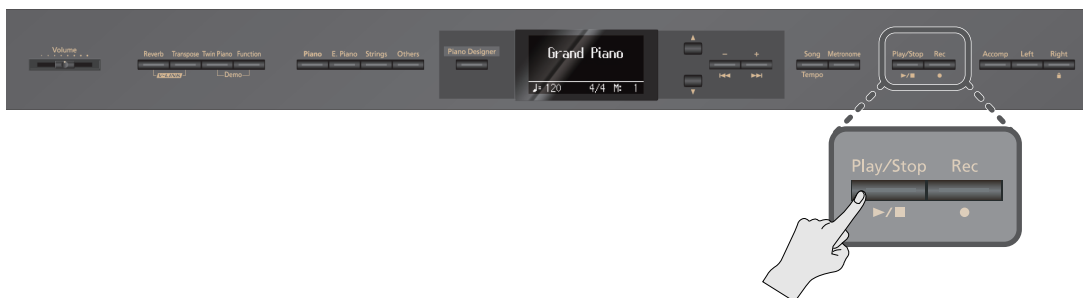 Volume
Reverb Transpose Twin Piano Function
V-LINK
Demo
Piano E. Piano Strings Others
Piano Designer
Grand Piano
♩= 120 4/4 M: 1
▲
▼
− +
⏮ ⏭
Song Metronome
Tempo
Play/Stop Rec
►/■ ●
Accomp Left Right
Play/Stop Rec
►/■ ●